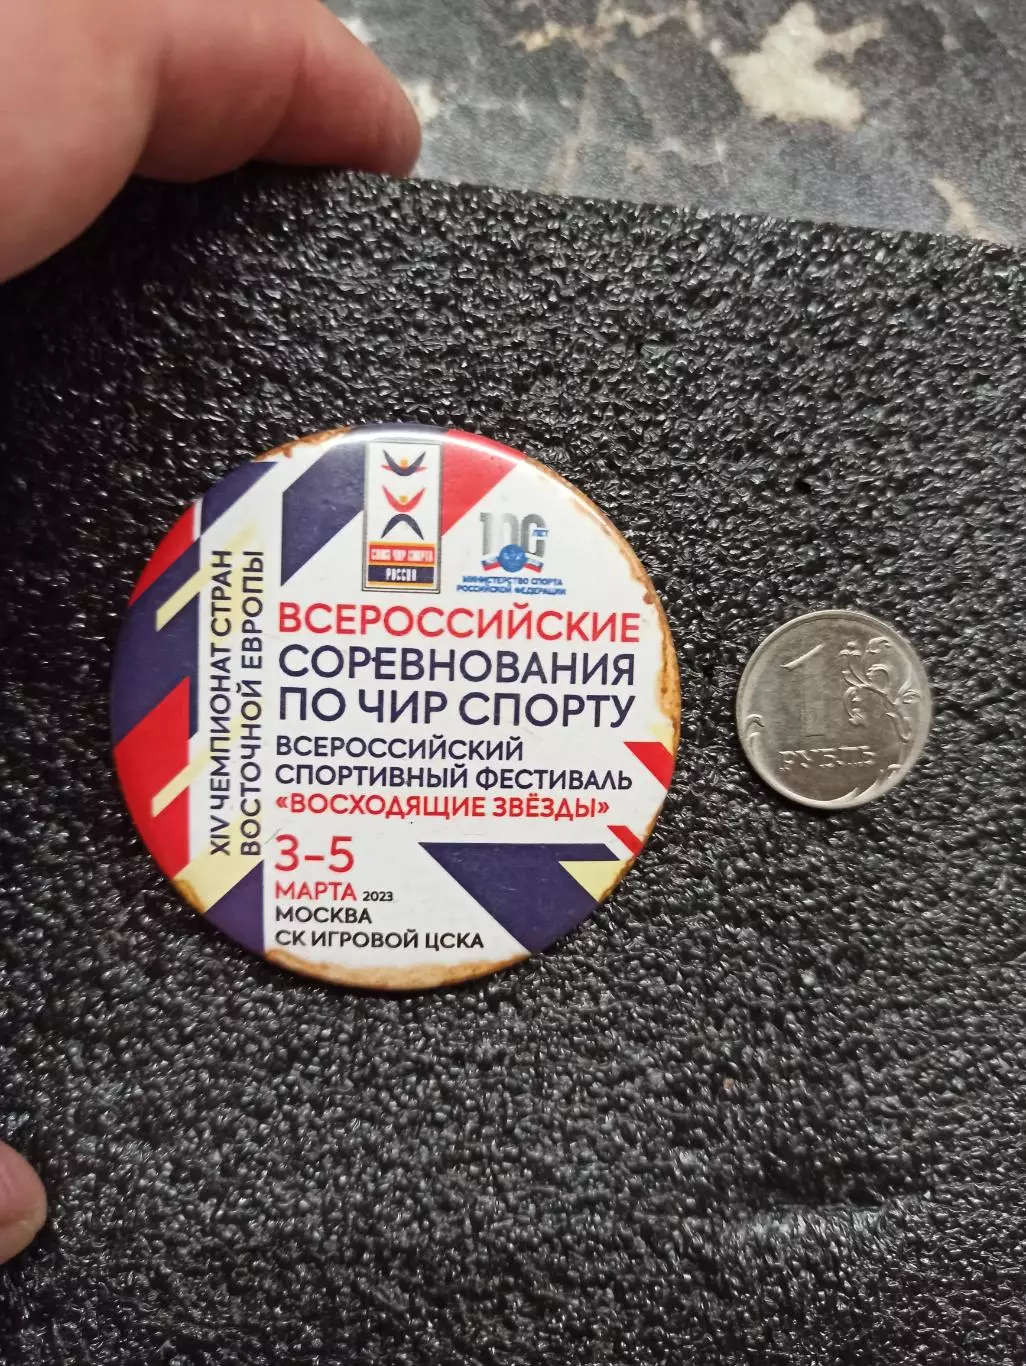 СОЮЗ ЧИР СПОРТА
РОССИЯ
100
ЛЕТ
МИНИСТЕРСТВО СПОРТА
РОССИЙСКОЙ ФЕДЕРАЦИИ
XIV ЧЕМПИОНАТ СТРАН
ВОСТОЧНОЙ ЕВРОПЫ
ВСЕРОССИЙСКИЕ
СОРЕВНОВАНИЯ
ПО ЧИР СПОРТУ
ВСЕРОССИЙСКИЙ
СПОРТИВНЫЙ ФЕСТИВАЛЬ
«ВОСХОДЯЩИЕ ЗВЁЗДЫ»
3-5
МАРТА 2023
МОСКВА
СК ИГРОВОЙ ЦСКА
1
РУБЛЬ